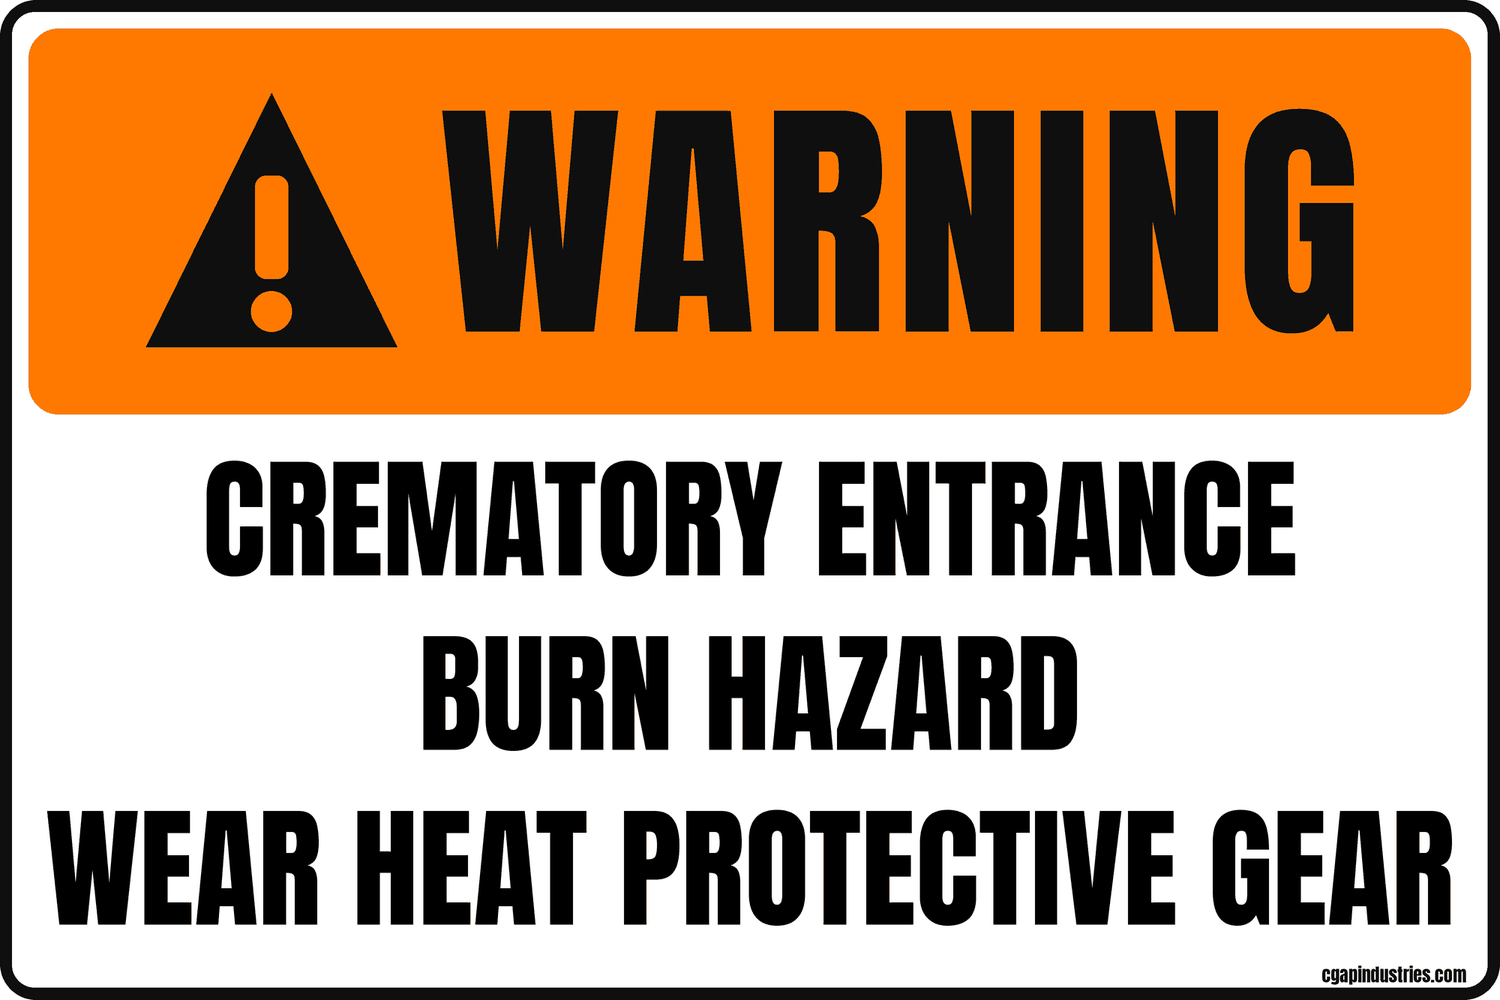 WARNING
CREMATORY ENTRANCE
BURN HAZARD
WEAR HEAT PROTECTIVE GEAR
cgapindustries.com